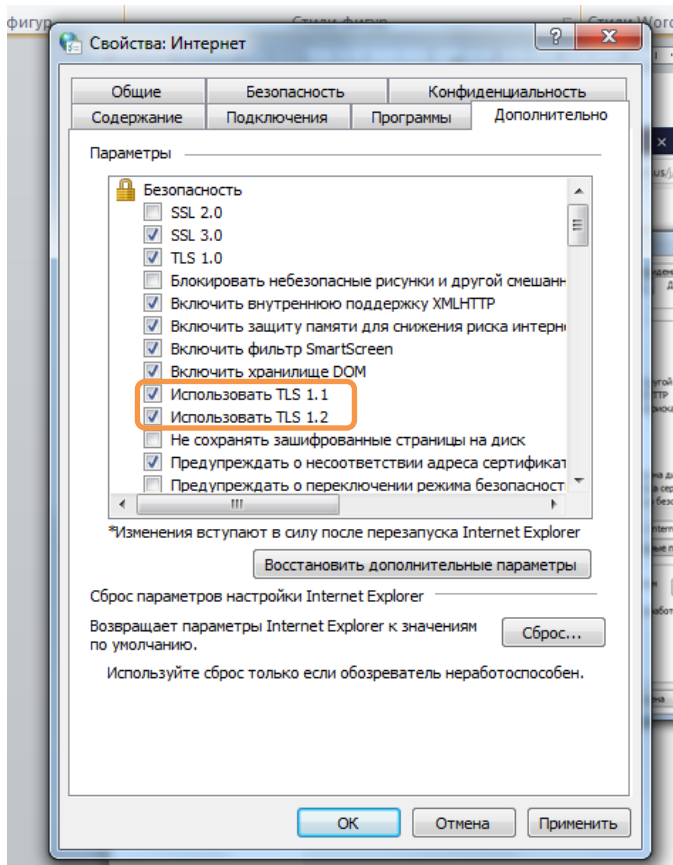 фигур
Стили фигур
Стили Word
Свойства: Интернет
Общие
Безопасность
Конфиденциальность
Содержание
Подключения
Программы
Дополнительно
Параметры
Безопасность
SSL 2.0
SSL 3.0
TLS 1.0
Блокировать небезопасные рисунки и другой смешанн
Включить внутреннюю поддержку XMLHTTP
Включить защиту памяти для снижения риска интерн
Включить фильтр SmartScreen
Включить хранилище DOM
Использовать TLS 1.1
Использовать TLS 1.2
Не сохранять зашифрованные страницы на диск
Предупреждать о несоответствии адреса сертификат
Предупреждать о переключении режима безопасност
*Изменения вступают в силу после перезапуска Internet Explorer
Восстановить дополнительные параметры
Сброс параметров настройки Internet Explorer
Возвращает параметры Internet Explorer к значениям
по умолчанию.
Сброс...
Используйте сброс только если обозреватель неработоспособен.
ОК
Отмена
Применить